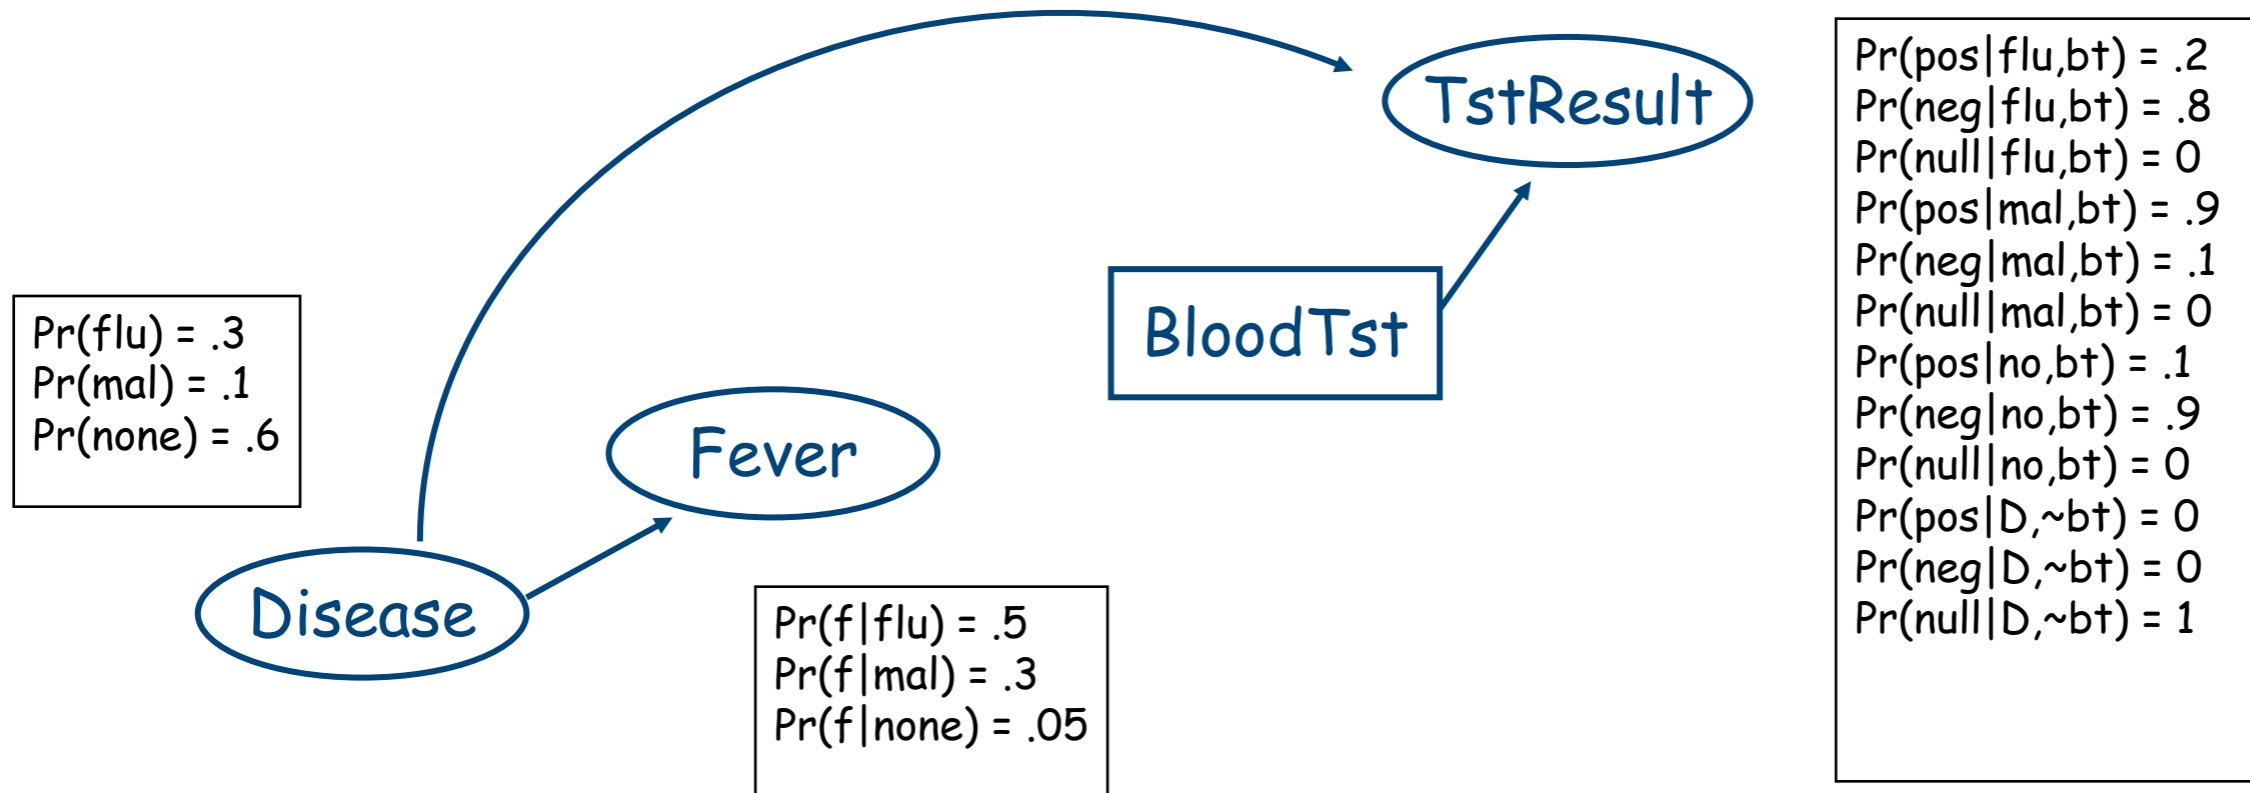 TstResult
BloodTst
Fever
Disease
Pr(flu) = .3
Pr(mal) = .1
Pr(none) = .6
Pr(f|flu) = .5
Pr(f|mal) = .3
Pr(f|none) = .05
Pr(pos|flu,bt) = .2
Pr(neg|flu,bt) = .8
Pr(null|flu,bt) = 0
Pr(pos|mal,bt) = .9
Pr(neg|mal,bt) = .1
Pr(null|mal,bt) = 0
Pr(pos|no,bt) = .1
Pr(neg|no,bt) = .9
Pr(null|no,bt) = 0
Pr(pos|D,~bt) = 0
Pr(neg|D,~bt) = 0
Pr(null|D,~bt) = 1